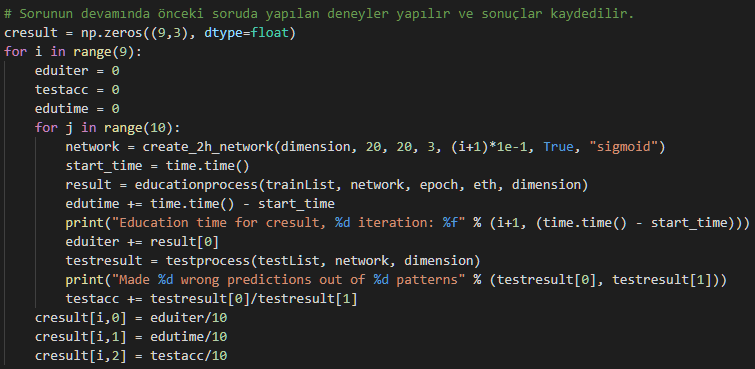 # Sorunun devamında önceki soruda yapılan deneyler yapılır ve sonuçlar kaydedilir.
cresult = np.zeros((9,3), dtype=float)
for i in range(9):
    eduiter = 0
    testacc = 0
    edutime = 0
    for j in range(10):
        network = create_2h_network(dimension, 20, 20, 3, (i+1)*1e-1, True, "sigmoid")
        start_time = time.time()
        result = educationprocess(trainList, network, epoch, eth, dimension)
        edutime += time.time() - start_time
        print("Education time for cresult, %d iteration: %f" % (i+1, (time.time() - start_time)))
        eduiter += result[0]
        testresult = testprocess(testList, network, dimension)
        print("Made %d wrong predictions out of %d patterns" % (testresult[0], testresult[1]))
        testacc += testresult[0]/testresult[1]
    cresult[i,0] = eduiter/10
    cresult[i,1] = edutime/10
    cresult[i,2] = testacc/10